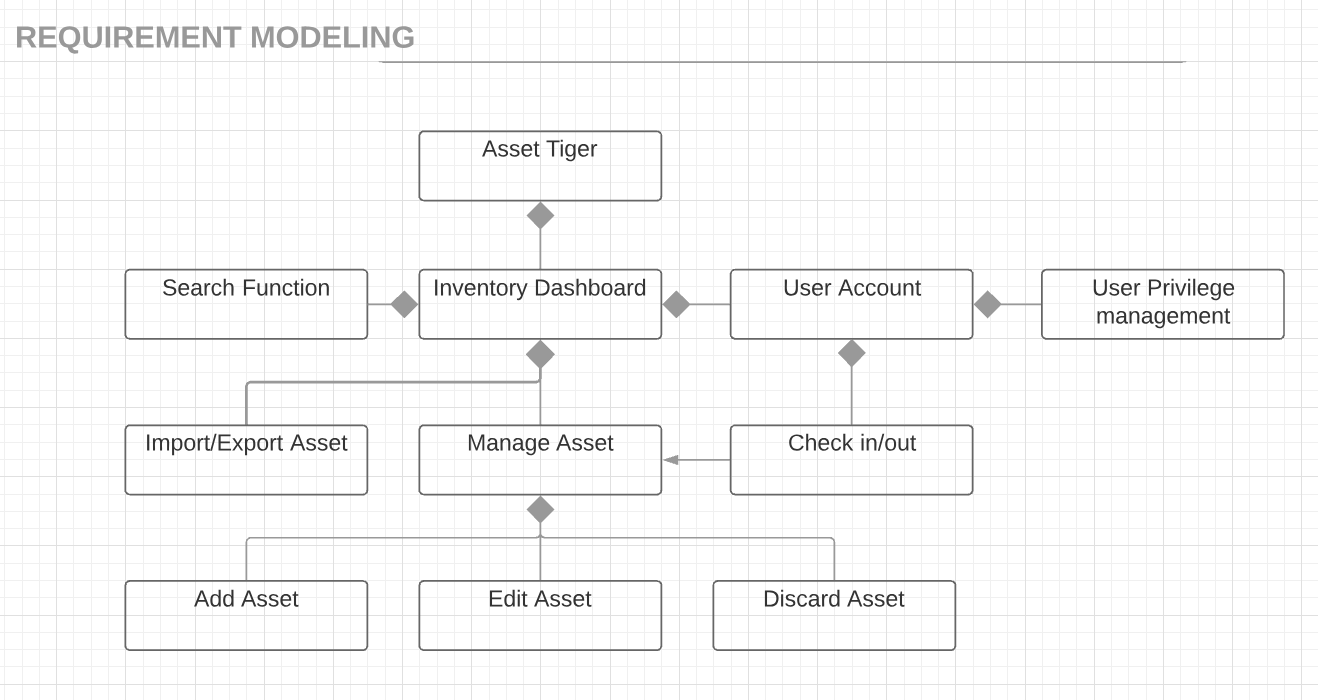 REQUIREMENT MODELING
Asset Tiger
Search Function
Inventory Dashboard
User Account
User Privilege
management
Import/Export Asset
Manage Asset
Check in/out
Add Asset
Edit Asset
Discard Asset